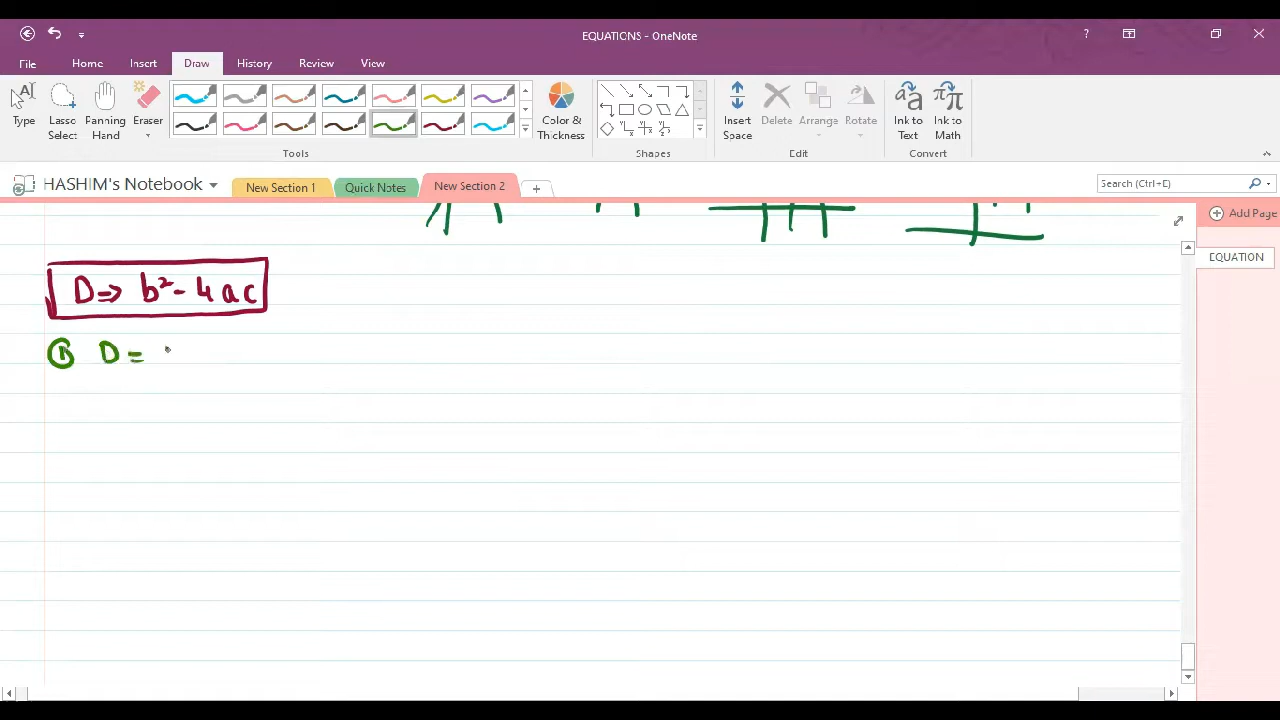 EQUATIONS - OneNote
?
File Home Insert Draw History Review View
Type
Lasso Select
Panning Hand
Eraser
Color & Thickness
Insert Space
Delete
Arrange
Rotate
Ink to Text
Ink to Math
Tools
Shapes
Edit
Convert
HASHIM's Notebook
New Section 1
Quick Notes
New Section 2
Search (Ctrl+E)
Add Page
EQUATION
D ⇒ b² - 4ac
① D =